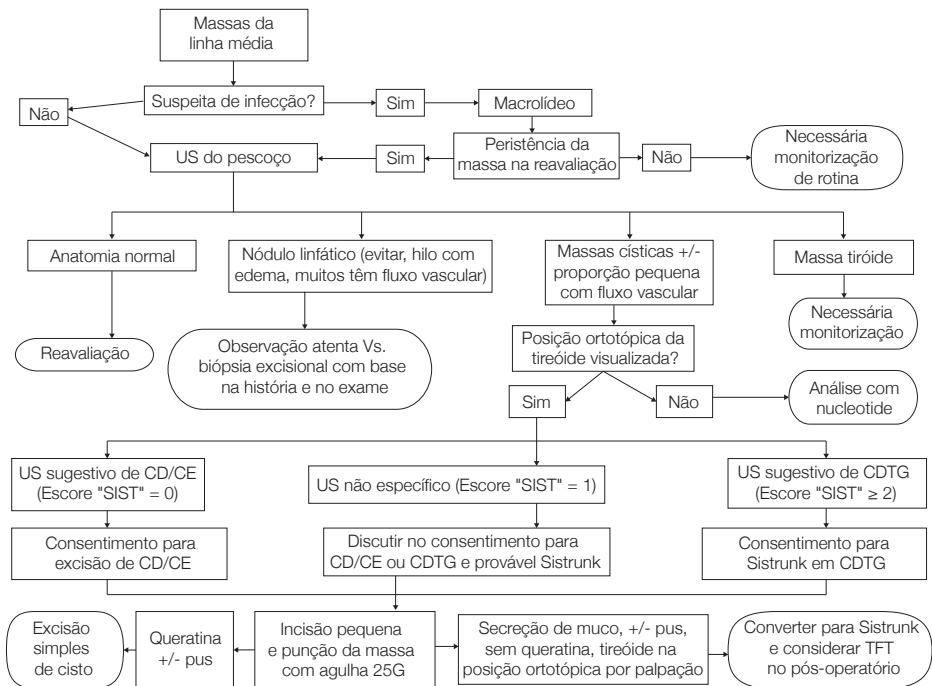 Massas da
linha média
Suspeita de infecção?
Sim
Macrolídeo
Não
US do pescoço
Sim
Peristência da
massa na reavaliação
Não
Necessária
monitorização
de rotina
Anatomia normal
Nódulo linfático (evitar, hilo com
edema, muitos têm fluxo vascular)
Massas císticas +/-
proporção pequena
com fluxo vascular
Massa tiróide
Reavaliação
Observação atenta Vs.
biópsia excisional com base
na história e no exame
Posição ortotópica da
tireóide visualizada?
Necessária
monitorização
Sim
Não
Análise com
nucleotide
US sugestivo de CD/CE
(Escore "SIST" = 0)
US não específico (Escore "SIST" = 1)
US sugestivo de CDTG
(Escore "SIST" ≥ 2)
Consentimento para
excisão de CD/CE
Discutir no consentimento para
CD/CE ou CDTG e provável Sistrunk
Consentimento para
Sistrunk em CDTG
Excisão
simples
de cisto
Queratina
+/- pus
Incisão pequena
e punção da massa
com agulha 25G
Secreção de muco, +/- pus,
sem queratina, tireóide na
posição ortotópica por palpação
Converter para Sistrunk
e considerar TFT
no pós-operatório